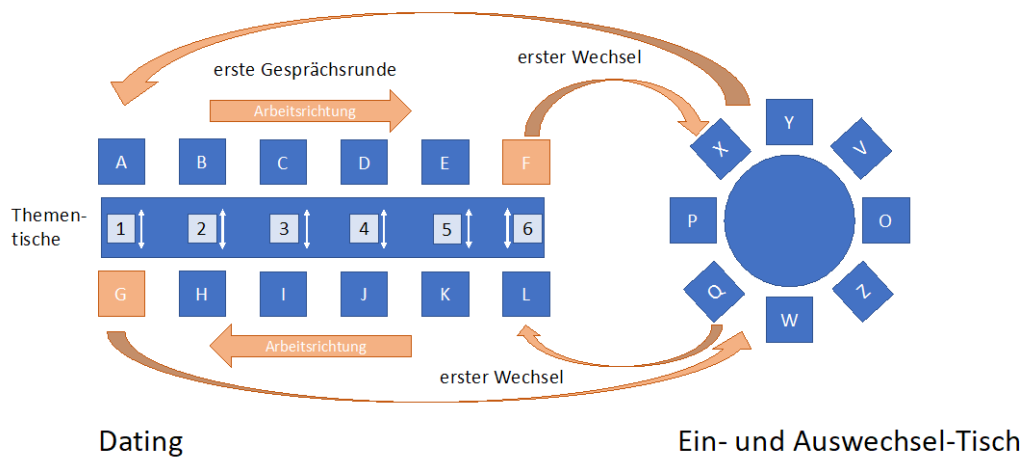 erster Wechsel
erste Gesprächsrunde
Arbeitsrichtung
A B C D E F
Themen-
tische
1 2 3 4 5 6
G H I J K L
Arbeitsrichtung
erster Wechsel
Y
X V
P O
Q Z
W
Dating
Ein- und Auswechsel-Tisch